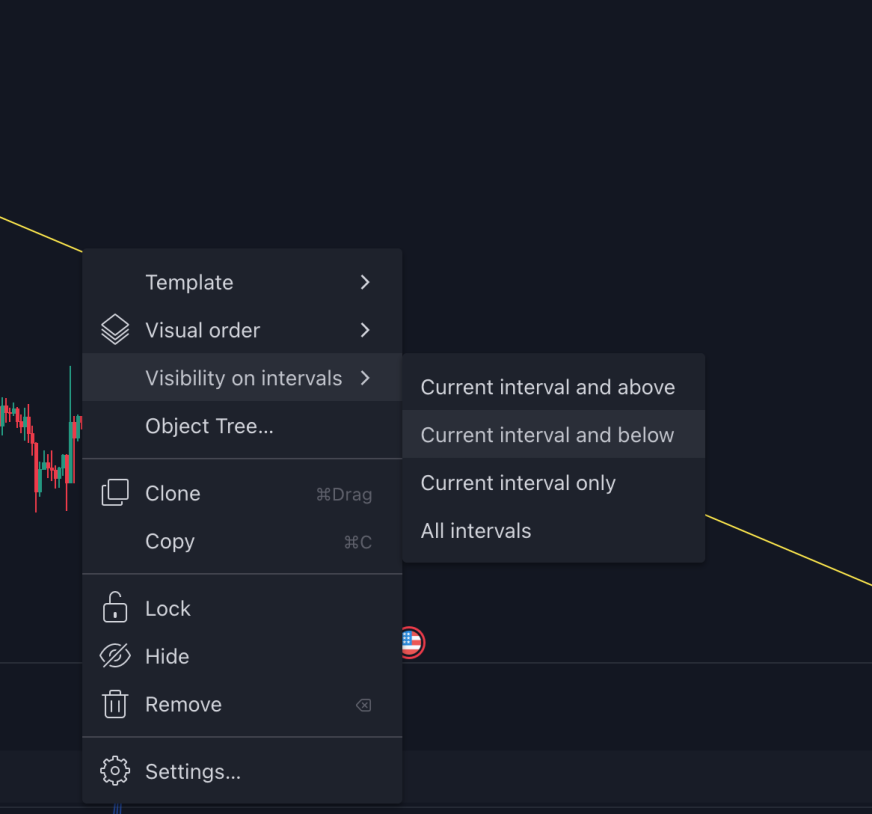 Template
Visual order
Visibility on intervals
Object Tree...
Clone ⌘Drag
Copy ⌘C
Lock
Hide
Remove
Settings...
Current interval and above
Current interval and below
Current interval only
All intervals